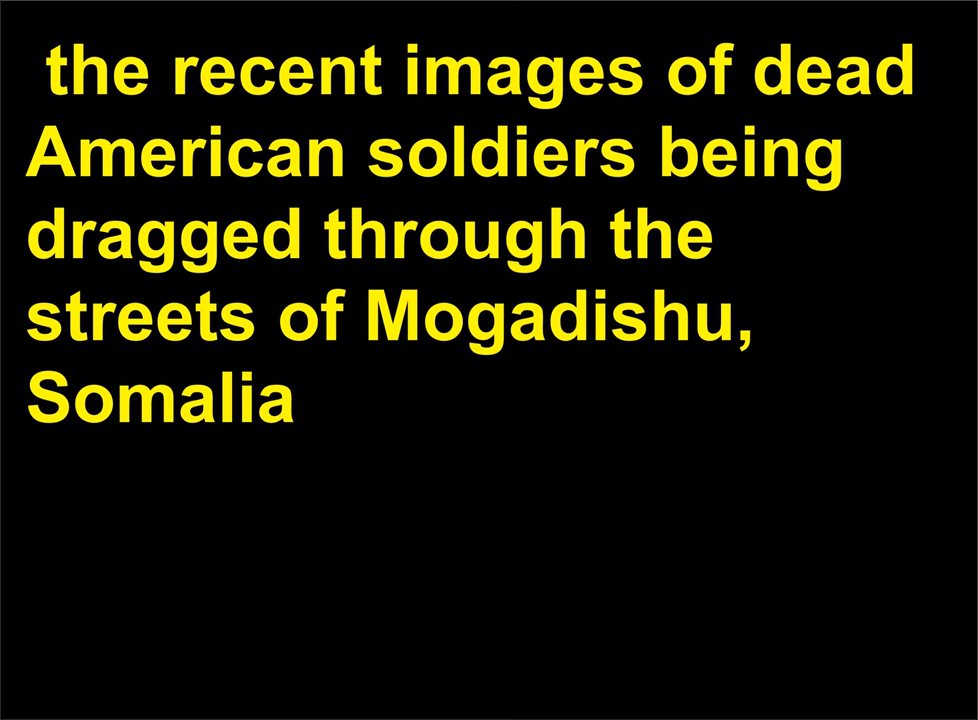 the recent images of dead
American soldiers being
dragged through the
streets of Mogadishu,
Somalia